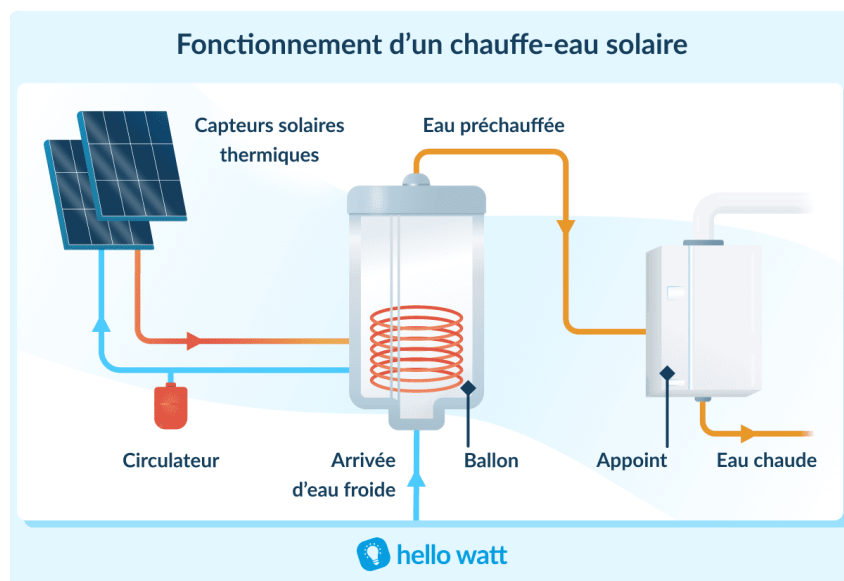 Fonctionnement d’un chauffe-eau solaire
Capteurs solaires
thermiques
Eau préchauffée
Circulateur
Arrivée
d’eau froide
Ballon
Appoint
Eau chaude
hello watt